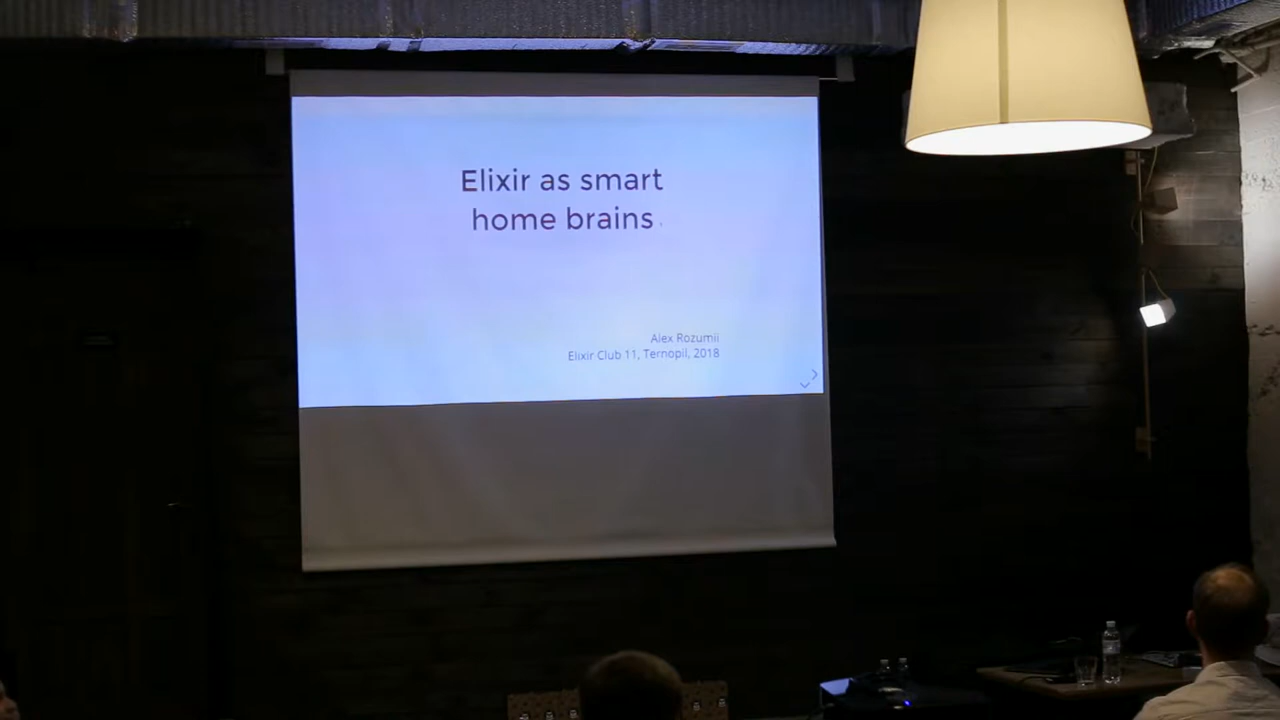 Elixir as smart
home brains
Alex Rozumii
Elixir Club 11, Ternopil, 2018